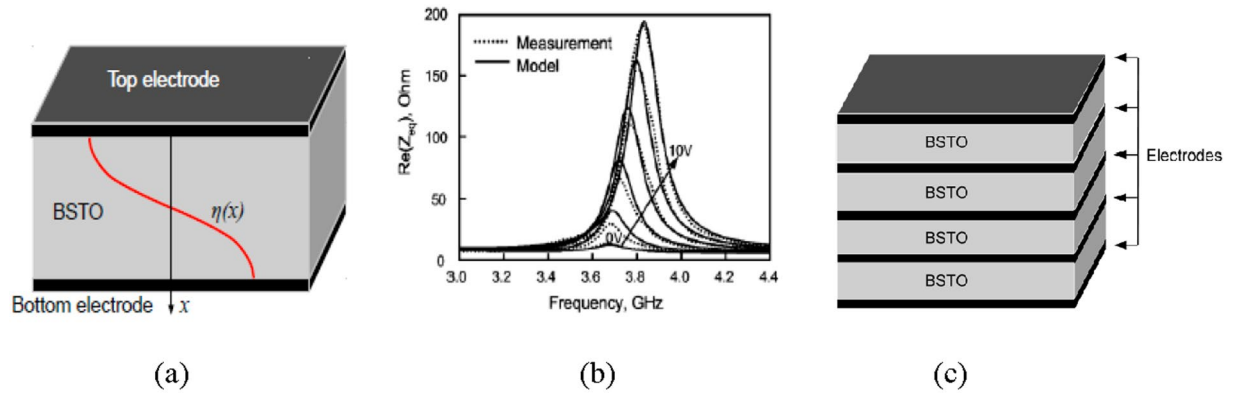 Top electrode
BSTO
η(x)
Bottom electrode
x
(a)
200
150
100
50
0
Re(Z_eq), Ohm
Measurement
Model
10V
0V
3.0 3.2 3.4 3.6 3.8 4.0 4.2 4.4
Frequency, GHz
(b)
BSTO
BSTO
BSTO
BSTO
Electrodes
(c)